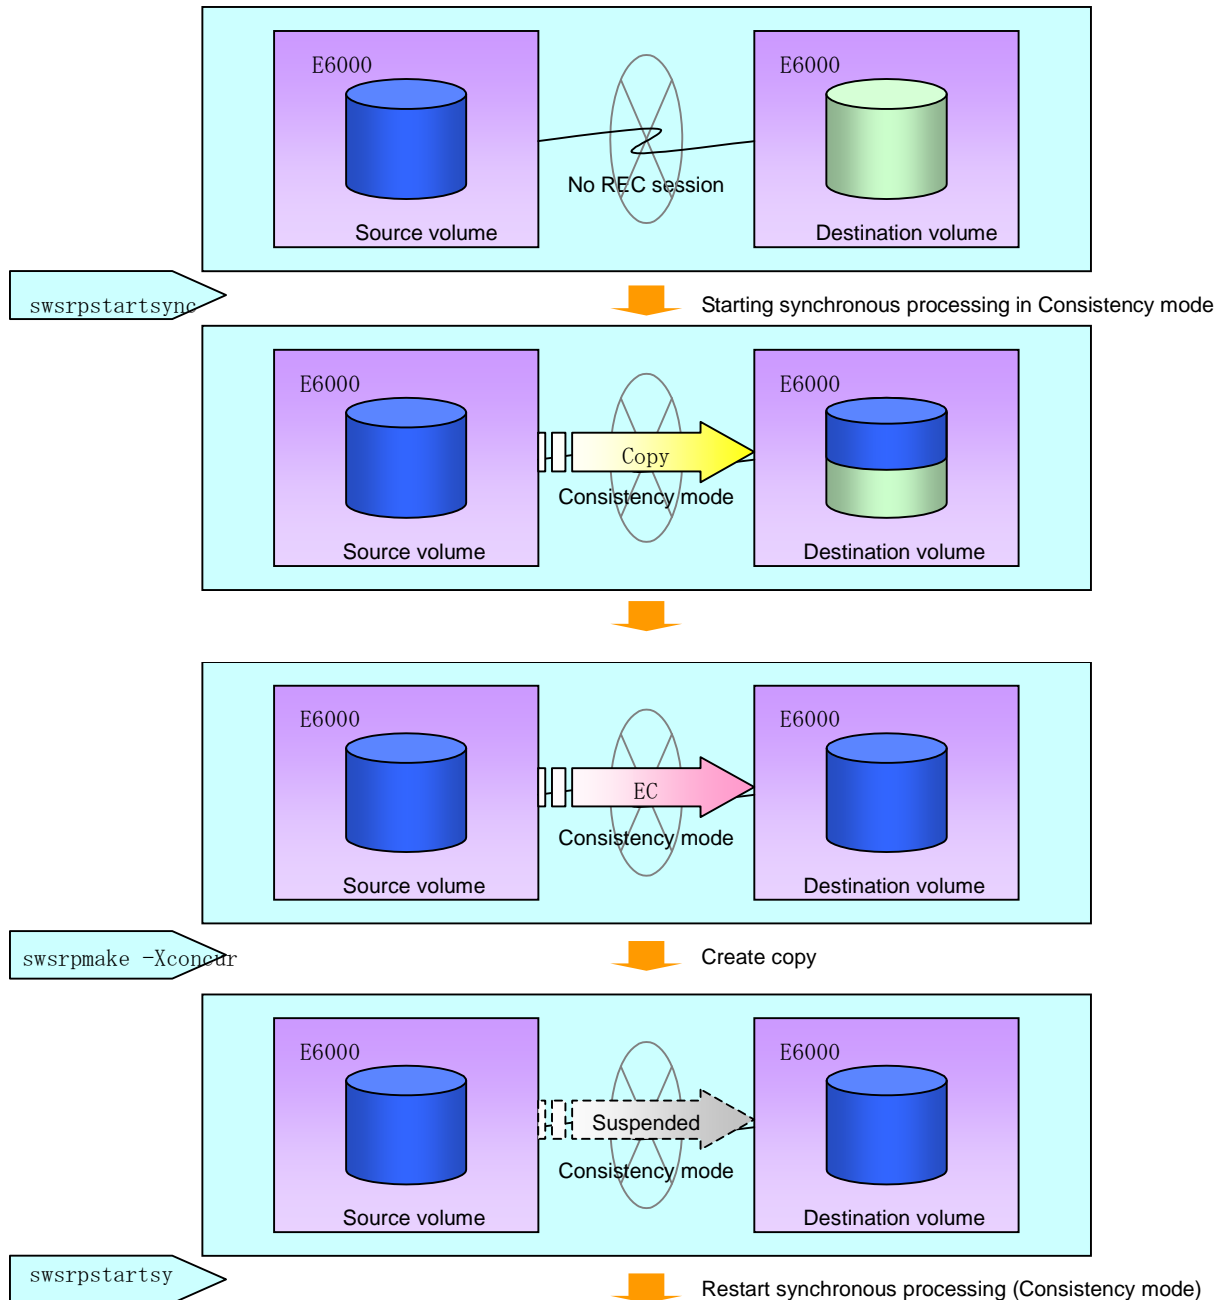 E6000
E6000
No REC session
Source volume
Destination volume
swsrpstartsync
Starting synchronous processing in Consistency mode
E6000
E6000
Copy
Consistency mode
Source volume
Destination volume
E6000
E6000
EC
Consistency mode
Source volume
Destination volume
swsrpmake -Xconcur
Create copy
E6000
E6000
Suspended
Consistency mode
Source volume
Destination volume
swsrpstartsy
Restart synchronous processing (Consistency mode)